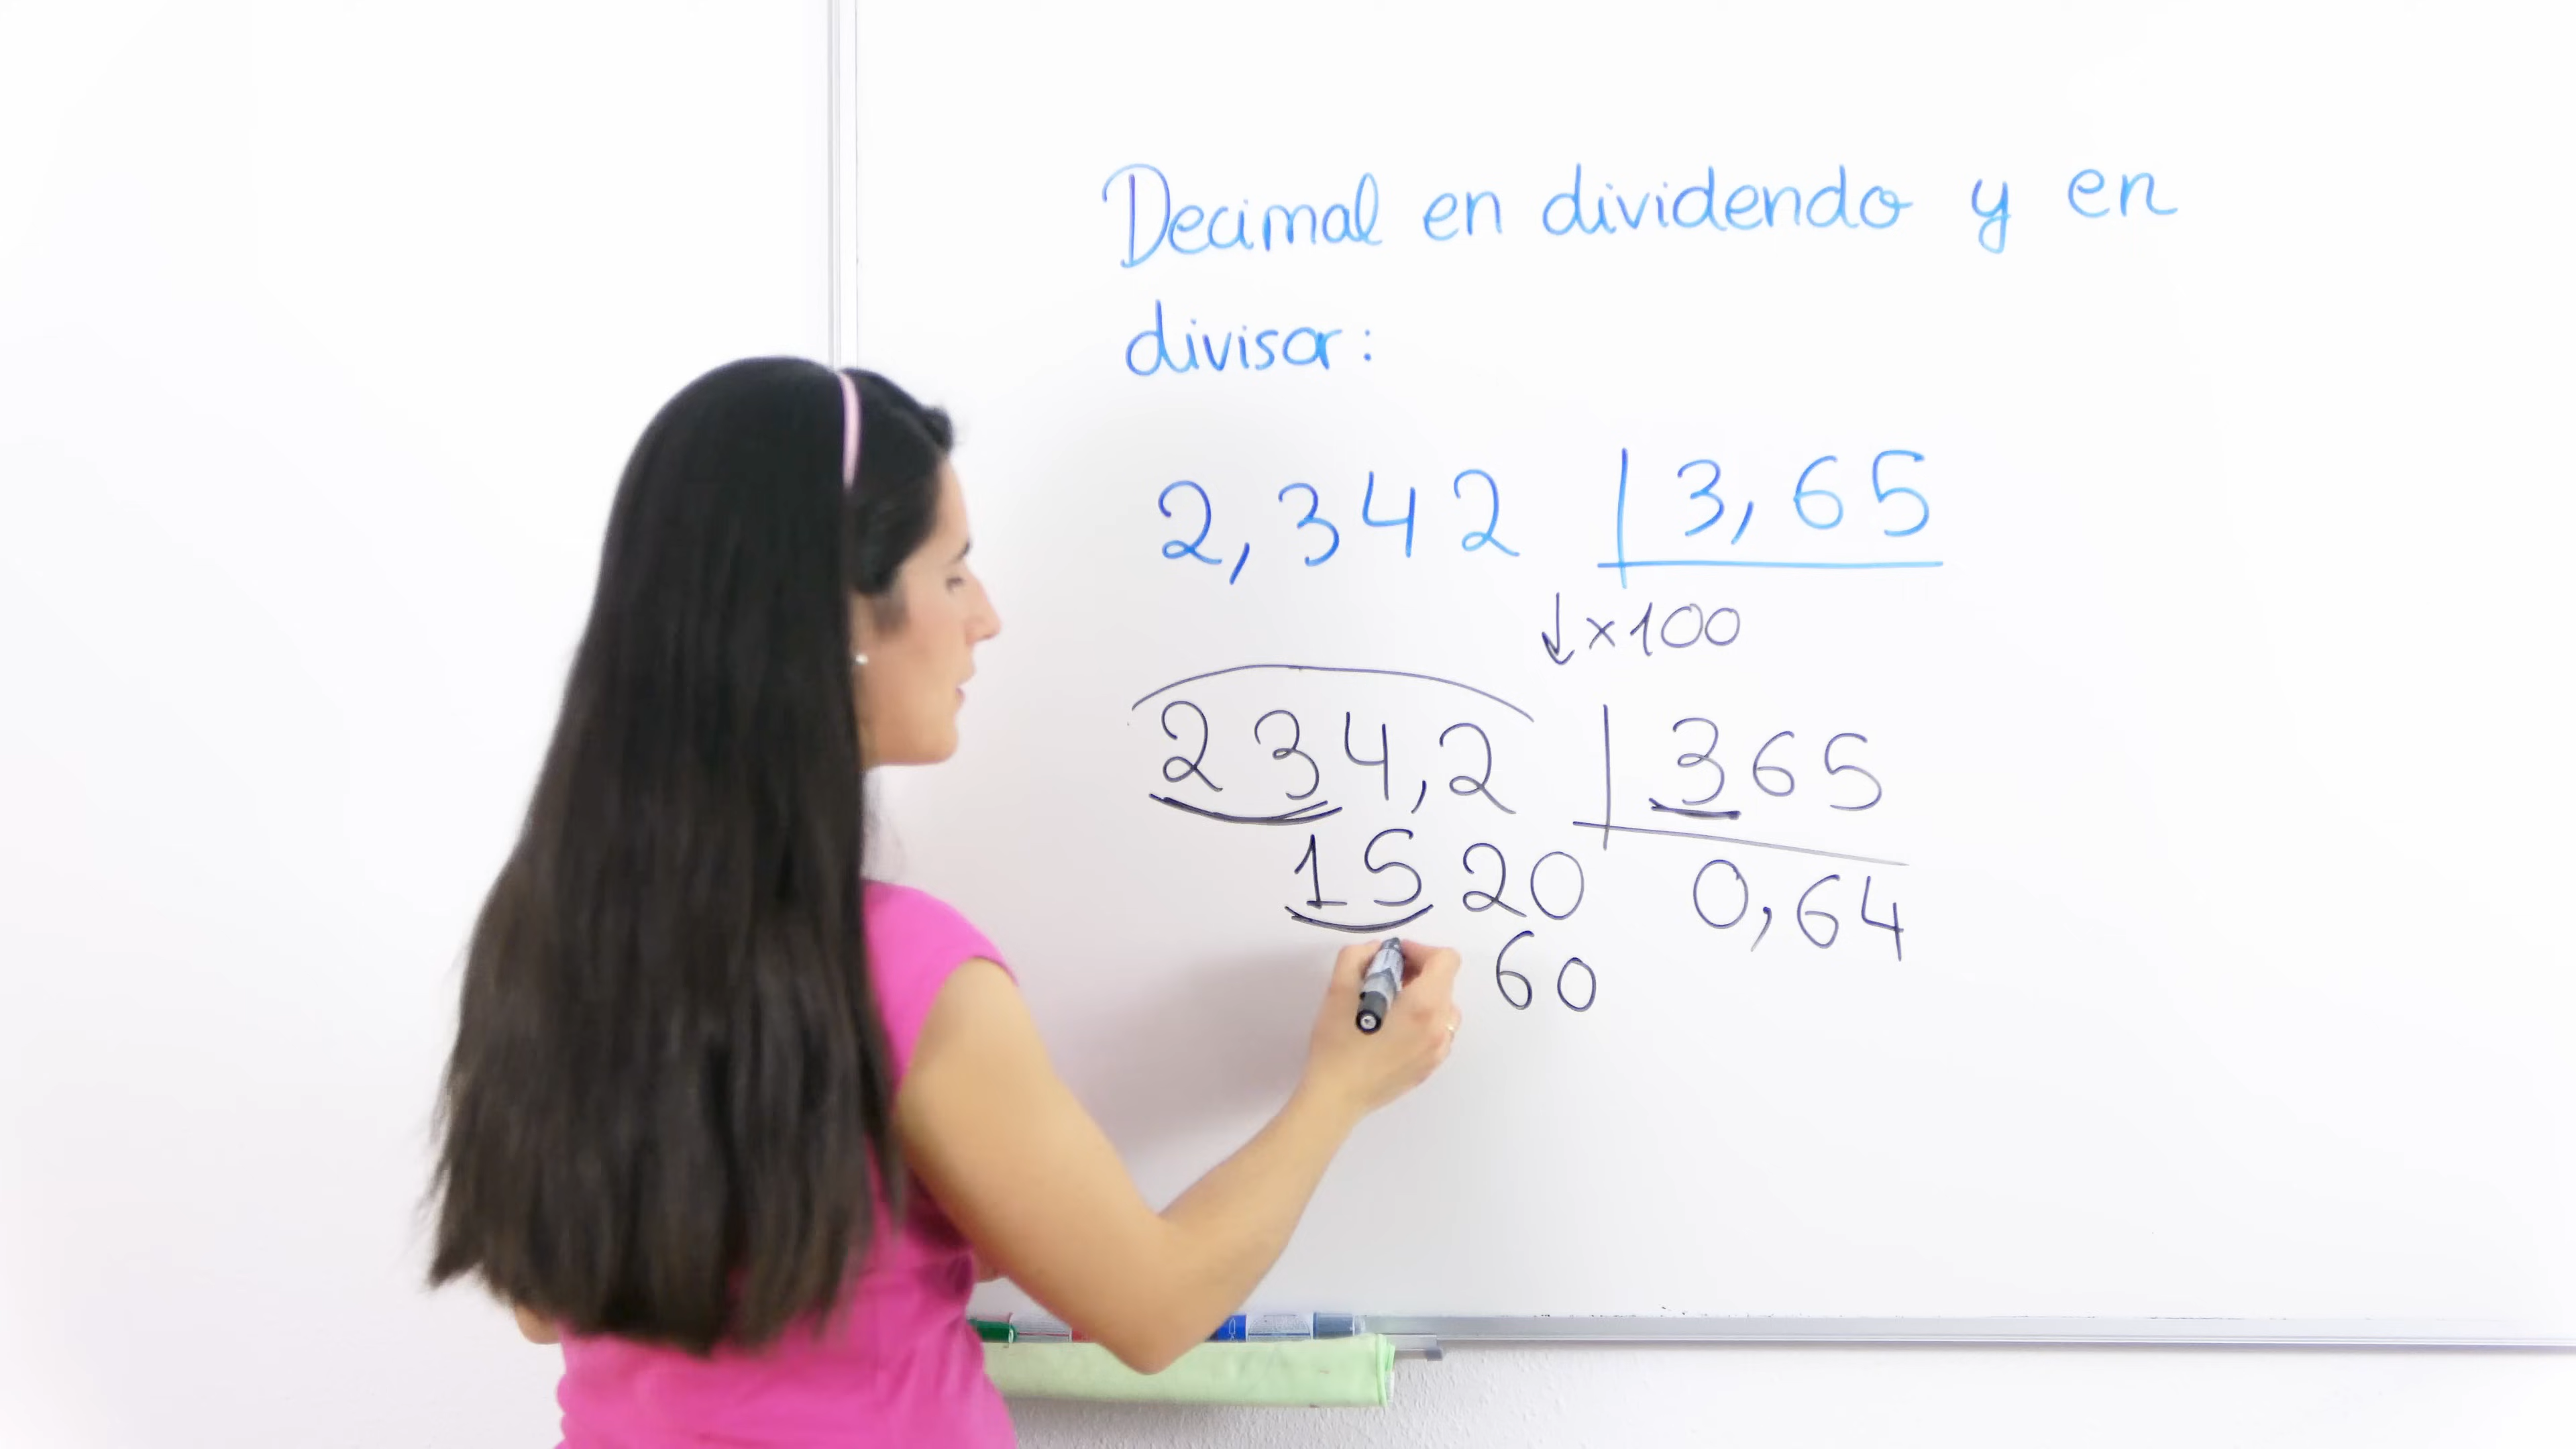 Decimal en dividendo y en
divisor:
2,342 | 3,65
↓ x100
234,2 | 365
1520 0,64
60